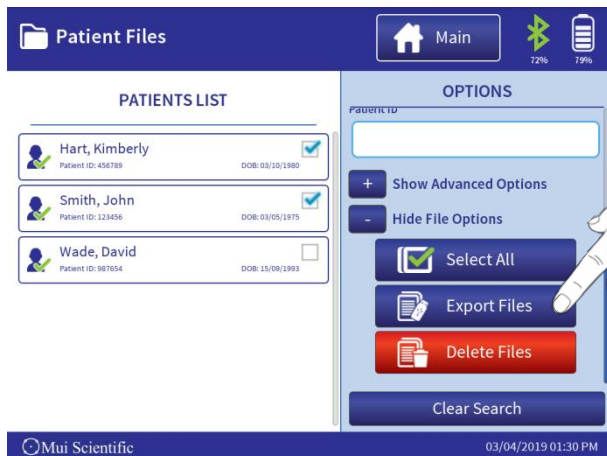 Patient Files
Main
72%
79%
PATIENTS LIST
Hart, Kimberly
Patient ID: 456789
DOB: 03/10/1980
Smith, John
Patient ID: 123456
DOB: 03/05/1975
Wade, David
Patient ID: 987654
DOB: 15/09/1993
OPTIONS
Patient ID
+ Show Advanced Options
- Hide File Options
Select All
Export Files
Delete Files
Clear Search
Mui Scientific
03/04/2019 01:30 PM